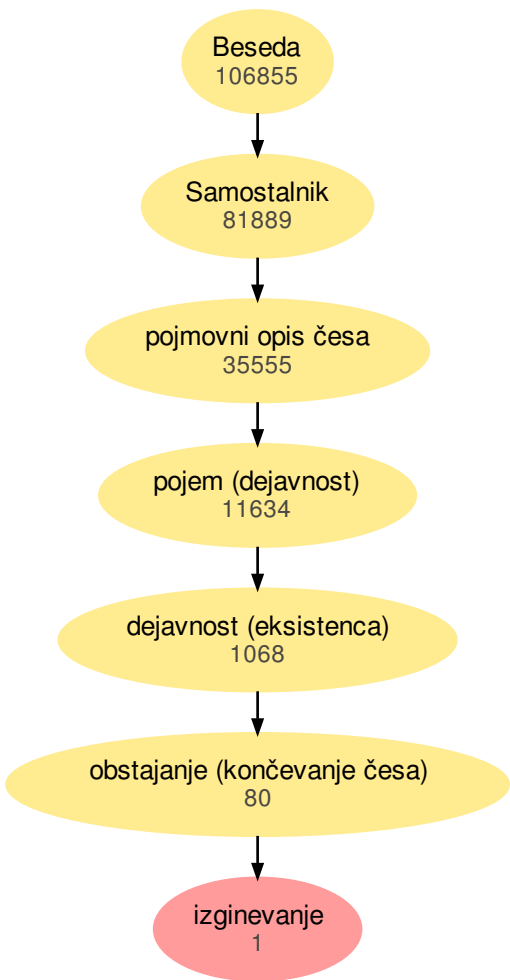 Beseda
106855
Samostalnik
81889
pojmovni opis česa
35555
pojem (dejavnost)
11634
dejavnost (eksistenca)
1068
obstajanje (končevanje česa)
80
izginevanje
1